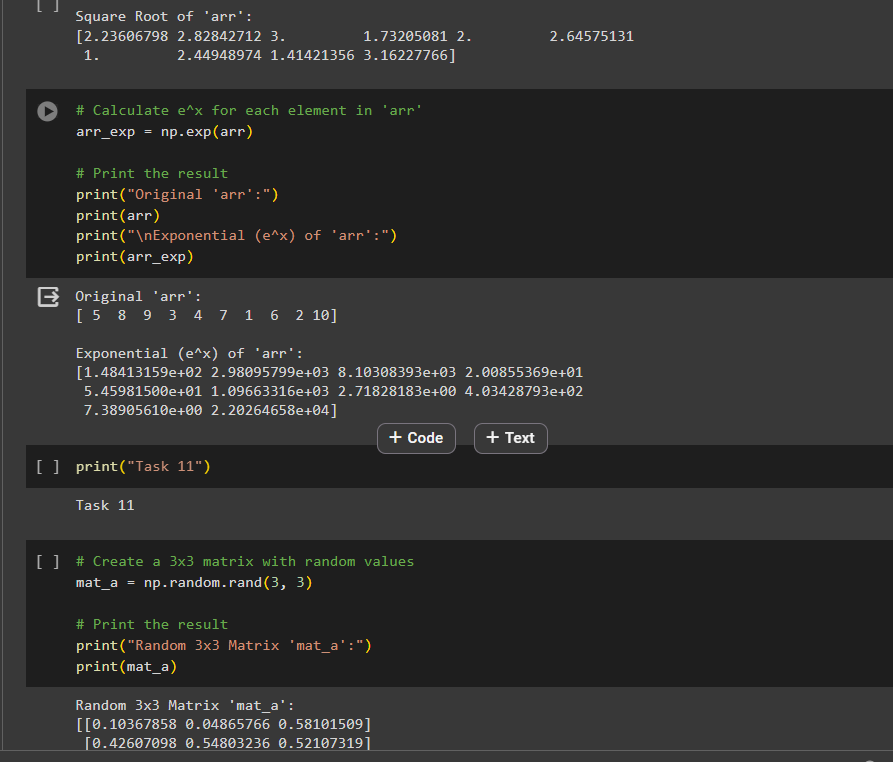 [ ]
Square Root of 'arr':
[2.23606798 2.82842712 3.         1.73205081 2.         2.64575131
 1.         2.44948974 1.41421356 3.16227766]
# Calculate e^x for each element in 'arr'
arr_exp = np.exp(arr)
# Print the result
print("Original 'arr':")
print(arr)
print("\nExponential (e^x) of 'arr':")
print(arr_exp)
Original 'arr':
[ 5  8  9  3  4  7  1  6  2 10]
Exponential (e^x) of 'arr':
[1.48413159e+02 2.98095799e+03 8.10308393e+03 2.00855369e+01
 5.45981500e+01 1.09663316e+03 2.71828183e+00 4.03428793e+02
 7.38905610e+00 2.20264658e+04]
+ Code + Text
[ ] print("Task 11")
Task 11
[ ] # Create a 3x3 matrix with random values
mat_a = np.random.rand(3, 3)
# Print the result
print("Random 3x3 Matrix 'mat_a':")
print(mat_a)
Random 3x3 Matrix 'mat_a':
[[0.10367858 0.04865766 0.58101509]
 [0.42607098 0.54803236 0.52107319]